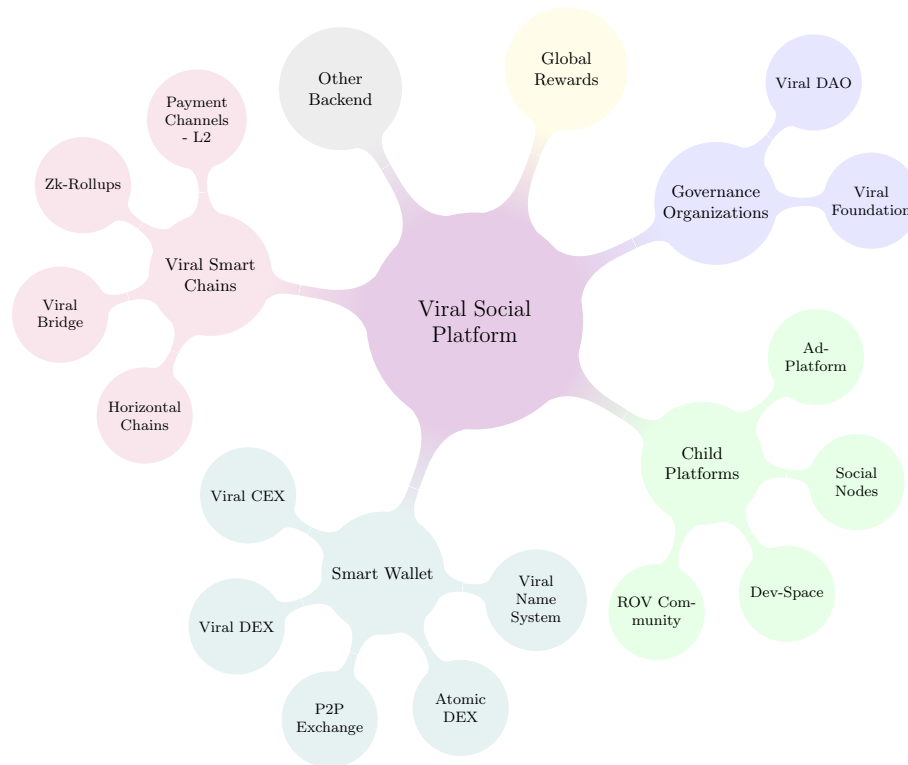 Global
Rewards
Other
Backend
Viral DAO
Payment
Channels
- L2
Zk-Rollups
Governance
Organizations
Viral
Foundation
Viral Smart
Chains
Viral Social
Platform
Viral
Bridge
Ad-
Platform
Horizontal
Chains
Child
Platforms
Social
Nodes
Viral CEX
Smart Wallet
Viral
Name
System
Dev-Space
ROV Com-
munity
Viral DEX
Atomic
DEX
P2P
Exchange